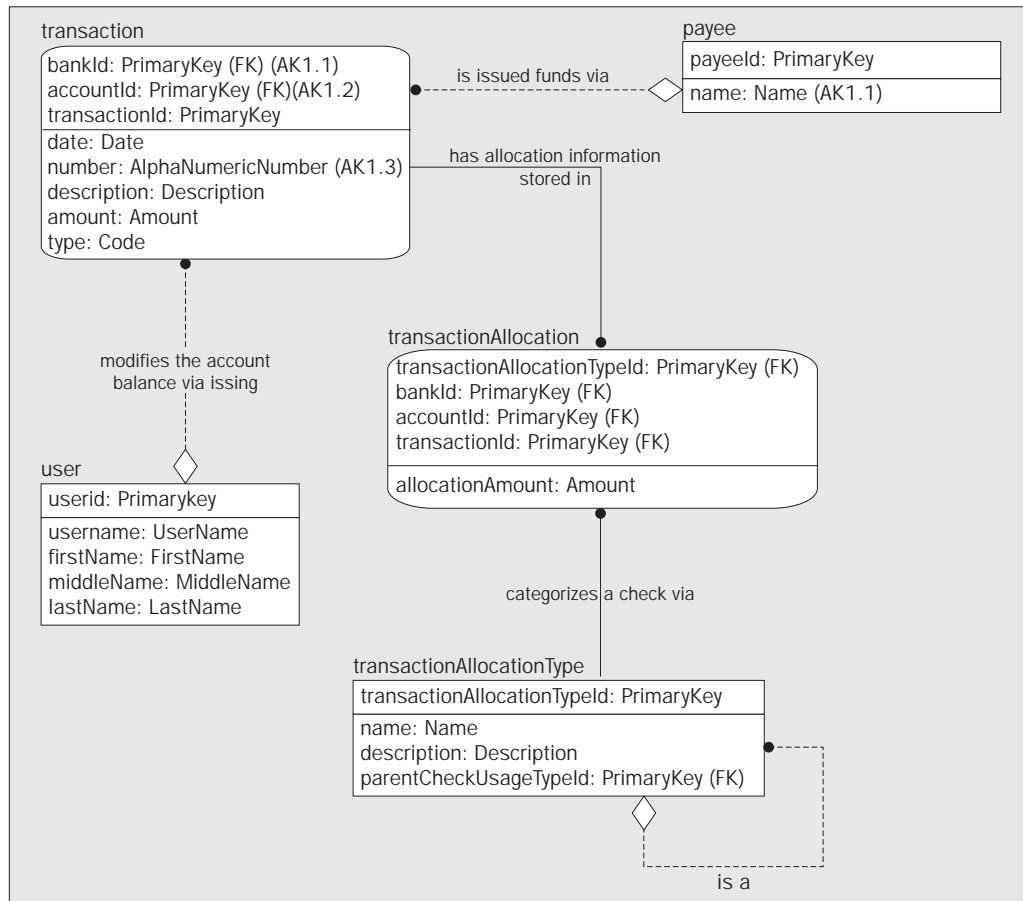 transaction
bankId: PrimaryKey (FK) (AK1.1)
accountId: PrimaryKey (FK)(AK1.2)
transactionId: PrimaryKey
date: Date
number: AlphaNumericNumber (AK1.3)
description: Description
amount: Amount
type: Code
is issued funds via
payee
payeeId: PrimaryKey
name: Name (AK1.1)
has allocation information
stored in
modifies the account
balance via issing
transactionAllocation
transactionAllocationTypeId: PrimaryKey (FK)
bankId: PrimaryKey (FK)
accountId: PrimaryKey (FK)
transactionId: PrimaryKey (FK)
allocationAmount: Amount
user
userid: Primarykey
username: UserName
firstName: FirstName
middleName: MiddleName
lastName: LastName
categorizes a check via
transactionAllocationType
transactionAllocationTypeId: PrimaryKey
name: Name
description: Description
parentCheckUsageTypeId: PrimaryKey (FK)
is a